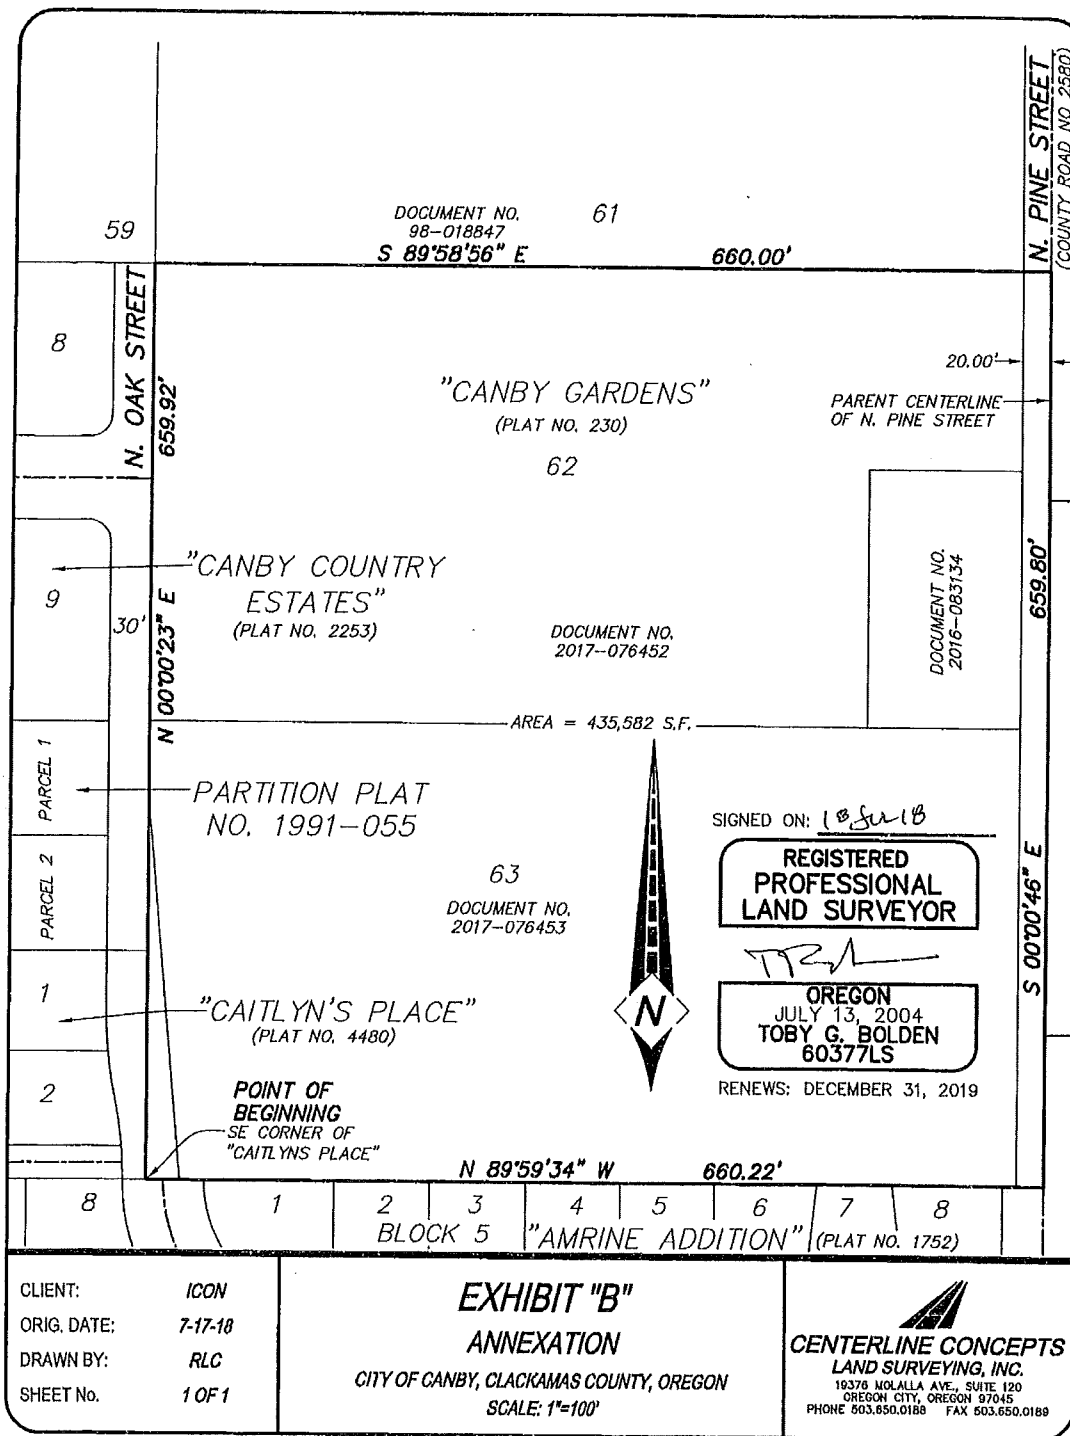 N. PINE STREET
(COUNTY ROAD NO. 2580)
59
DOCUMENT NO.
98-018847
61
S 89°58'56" E
660.00'
8
N. OAK STREET
659.92'
"CANBY GARDENS"
(PLAT NO. 230)
62
20.00'
PARENT CENTERLINE
OF N. PINE STREET
"CANBY COUNTRY
ESTATES"
(PLAT NO. 2253)
9
30'
N 00°00'23" E
DOCUMENT NO.
2017-076452
DOCUMENT NO.
2016-083134
659.80'
AREA = 435,582 S.F.
PARCEL 1
PARTITION PLAT
NO. 1991-055
PARCEL 2
63
DOCUMENT NO.
2017-076453
SIGNED ON: 18 Jul 18
REGISTERED
PROFESSIONAL
LAND SURVEYOR
OREGON
JULY 13, 2004
TOBY G. BOLDEN
60377LS
RENEWS: DECEMBER 31, 2019
S 00°00'46" E
N
1
"CAITLYN'S PLACE"
(PLAT NO. 4480)
2
POINT OF
BEGINNING
SE CORNER OF
"CAITLYNS PLACE"
N 89°59'34" W
660.22'
8
1
2
3
4
5
6
7
8
BLOCK 5
"AMRINE ADDITION"
(PLAT NO. 1752)
CLIENT: ICON
ORIG. DATE: 7-17-18
DRAWN BY: RLC
SHEET No. 1 OF 1
EXHIBIT "B"
ANNEXATION
CITY OF CANBY, CLACKAMAS COUNTY, OREGON
SCALE: 1"=100'
CENTERLINE CONCEPTS
LAND SURVEYING, INC.
19376 MOLALLA AVE., SUITE 120
OREGON CITY, OREGON 97045
PHONE 503.650.0188 FAX 503.650.0189